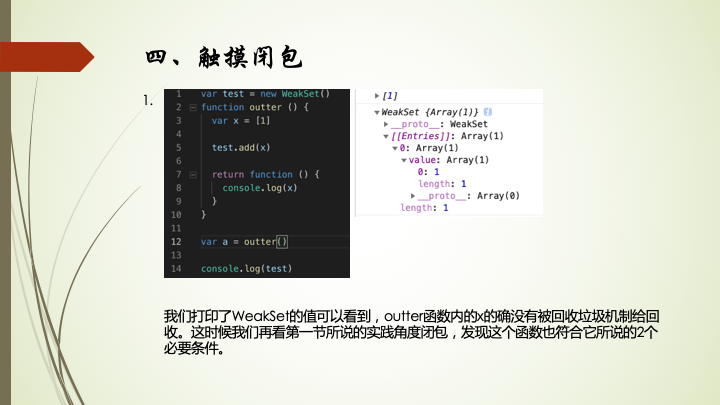 四、触摸闭包
1.
1 var test = new WeakSet()
2 function outter () {
3 var x = [1]
4
5 test.add(x)
6
7 return function () {
8 console.log(x)
9 }
10 }
11
12 var a = outter()
13
14 console.log(test)
▶ [1]
▼ WeakSet {Array(1)} i
▶ __proto__: WeakSet
▼ [[Entries]]: Array(1)
▼ 0: Array(1)
▼ value: Array(1)
0: 1
length: 1
▶ __proto__: Array(0)
length: 1
我们打印了WeakSet的值可以看到，outter函数内的x的确没有被回收垃圾机制给回
收。这时候我们再看第一节所说的实践角度闭包，发现这个函数也符合它所说的2个
必要条件。